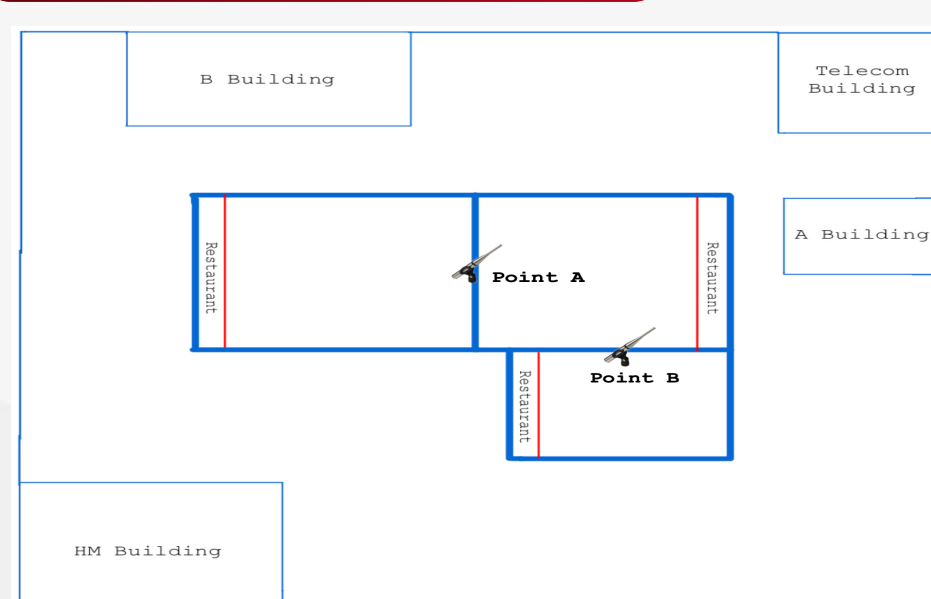 B Building
Telecom
Building
A Building
Restaurant
Restaurant
Point A
Point B
Restaurant
HM Building